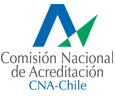 Comisión Nacional
de Acreditación
CNA-Chile